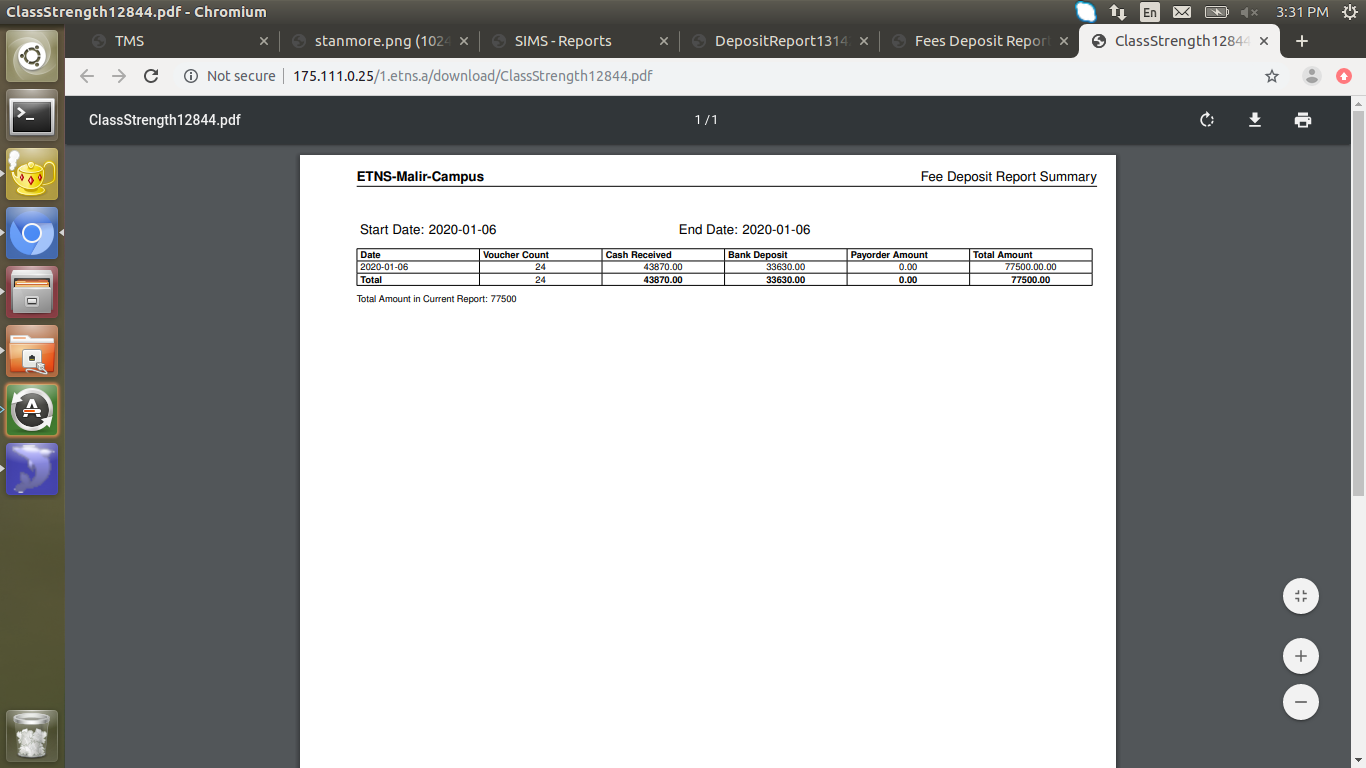 ClassStrength12844.pdf - Chromium
En
3:31 PM
TMS
stanmore.png (1024
SIMS - Reports
DepositReport1314
Fees Deposit Report
ClassStrength12844
Not secure
175.111.0.25/1.etns.a/download/ClassStrength12844.pdf
ClassStrength12844.pdf
1 / 1
ETNS-Malir-Campus
Fee Deposit Report Summary
Start Date: 2020-01-06
End Date: 2020-01-06
Date Voucher Count Cash Received Bank Deposit Payorder Amount Total Amount
2020-01-06 24 43870.00 33630.00 0.00 77500.00.00
Total 24 43870.00 33630.00 0.00 77500.00
Total Amount in Current Report: 77500